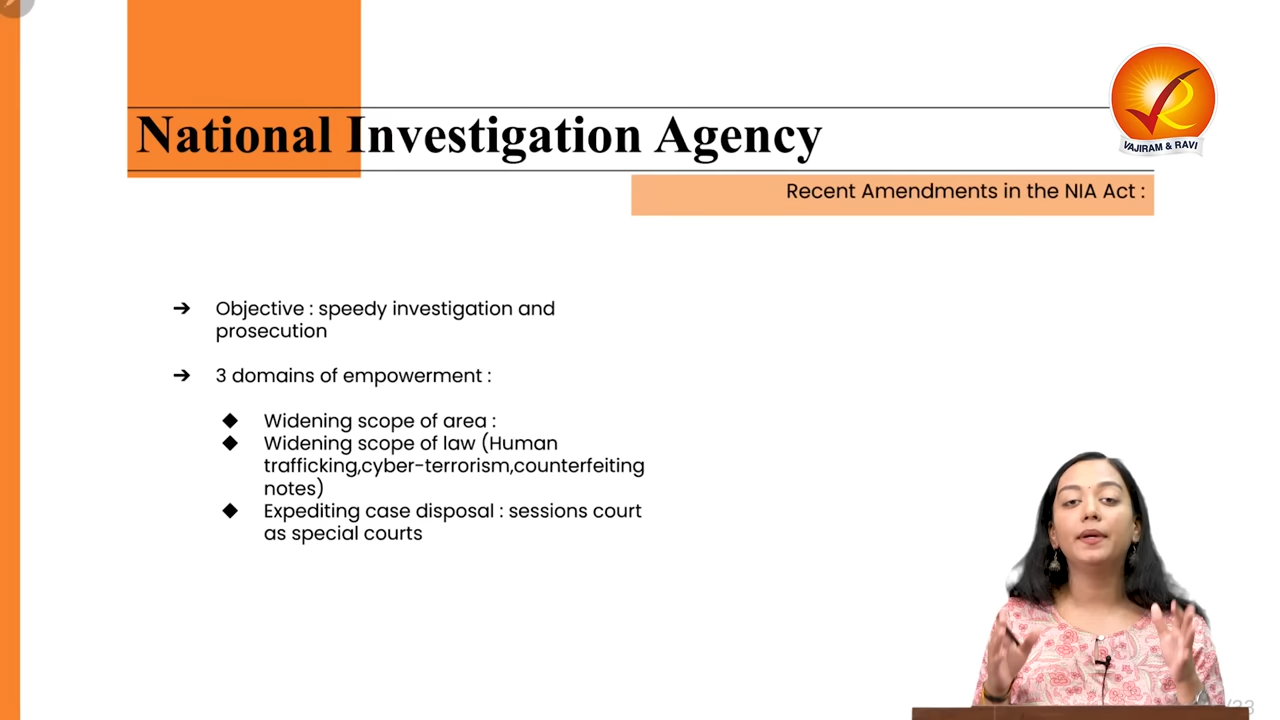 National Investigation Agency
VAJIRAM & RAVI
Recent Amendments in the NIA Act :
➔ Objective : speedy investigation and
prosecution
➔ 3 domains of empowerment :
◆ Widening scope of area :
◆ Widening scope of law (Human
trafficking,cyber-terrorism,counterfeiting
notes)
◆ Expediting case disposal : sessions court
as special courts